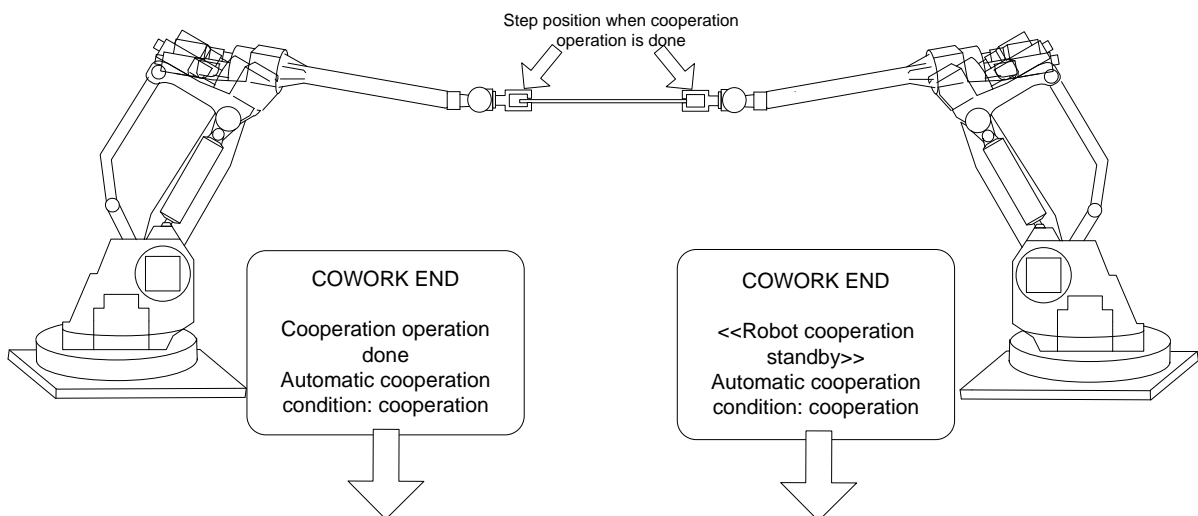 Step position when cooperation
operation is done
COWORK END
Cooperation operation
done
Automatic cooperation
condition: cooperation
COWORK END
<<Robot cooperation
standby>>
Automatic cooperation
condition: cooperation